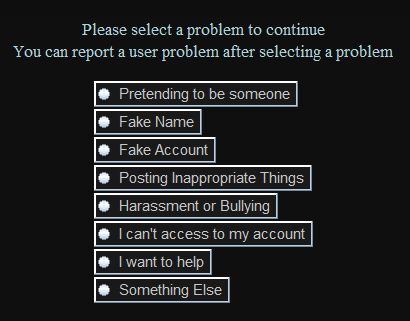 Please select a problem to continue
You can report a user problem after selecting a problem
Pretending to be someone
Fake Name
Fake Account
Posting Inappropriate Things
Harassment or Bullying
I can't access to my account
I want to help
Something Else